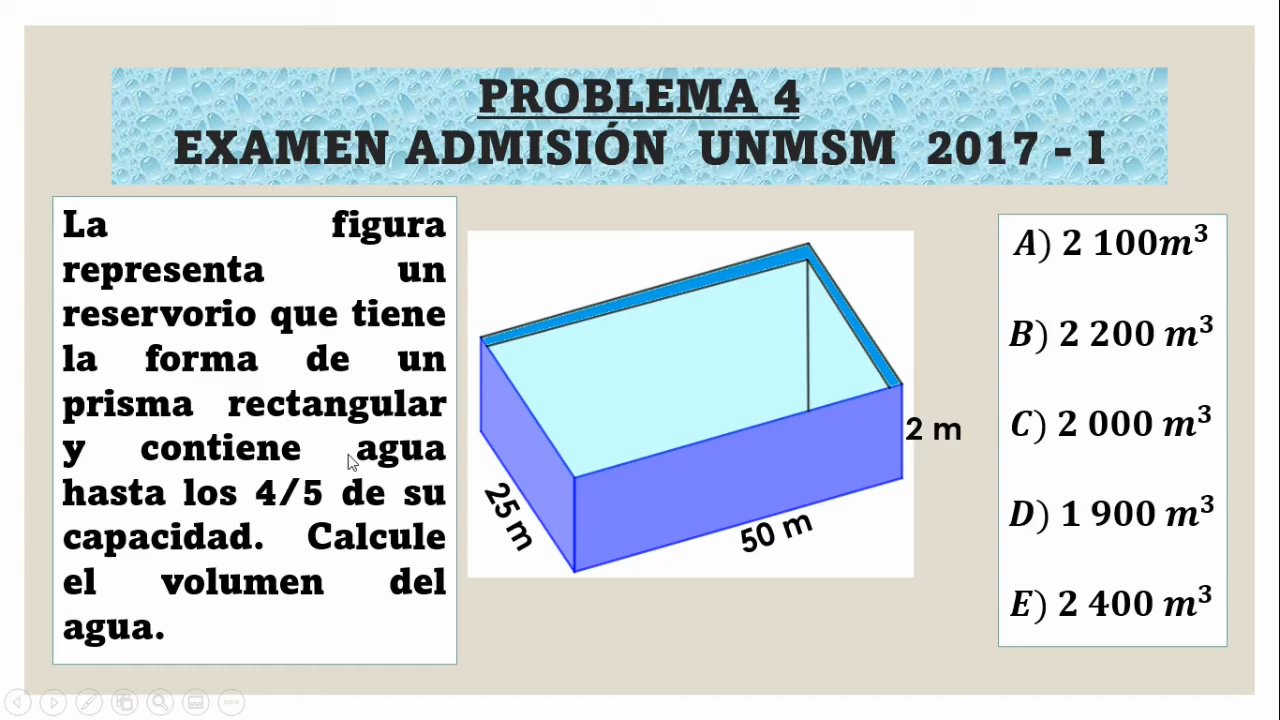 PROBLEMA 4
EXAMEN ADMISIÓN UNMSM 2017 - I
La figura
representa un
reservorio que tiene
la forma de un
prisma rectangular
y contiene agua
hasta los 4/5 de su
capacidad. Calcule
el volumen del
agua.
2 m
25 m
50 m
A) 2 100m³
B) 2 200 m³
C) 2 000 m³
D) 1 900 m³
E) 2 400 m³